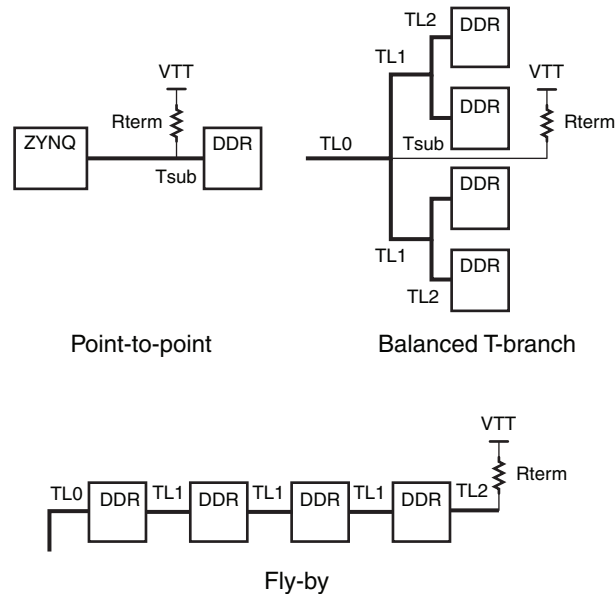 TL2
DDR
TL1
VTT
VTT
Rterm
DDR
Rterm
ZYNQ
DDR
TL0
Tsub
Tsub
DDR
TL1
DDR
TL2
Point-to-point
Balanced T-branch
VTT
TL0
DDR
TL1
DDR
TL1
DDR
TL1
DDR
TL2
Rterm
Fly-by